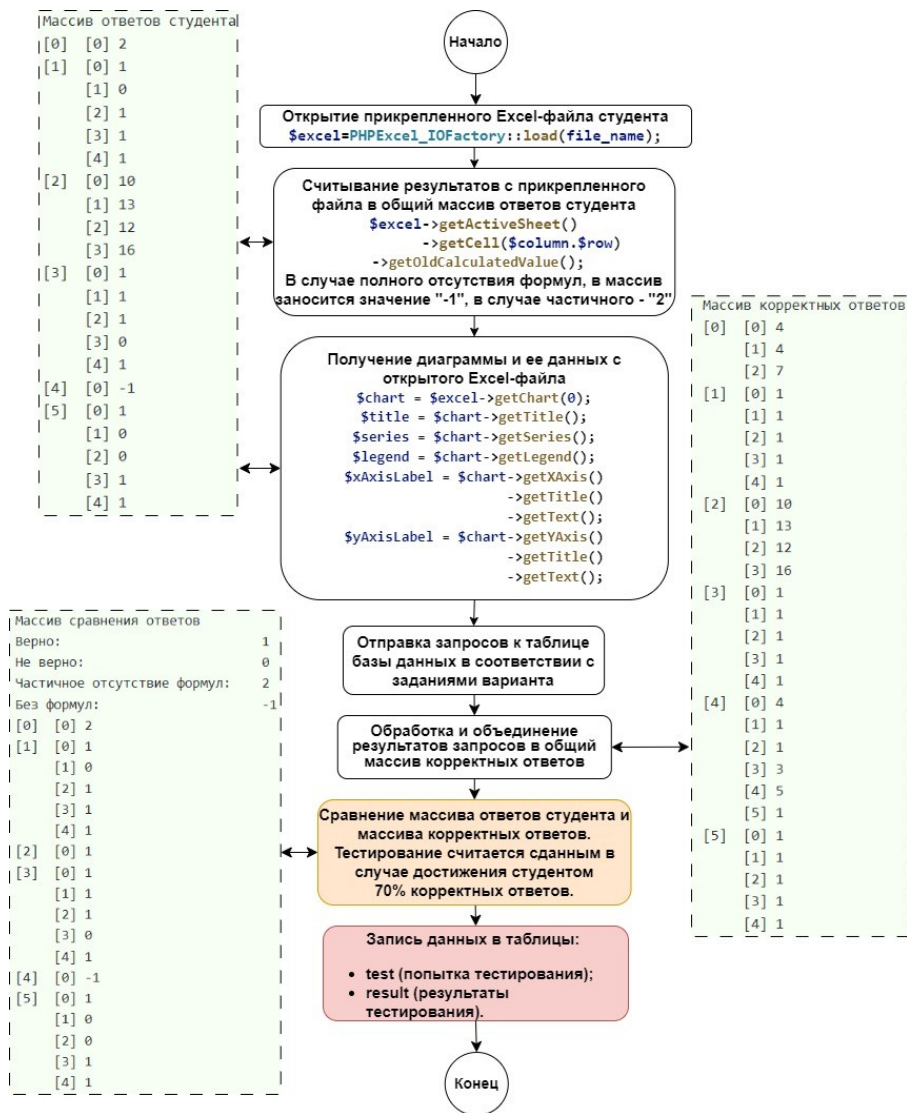 Массив ответов студента
[0] [0] 2
[1] [0] 1
[1] 0
[2] 1
[3] 1
[4] 1
[2] [0] 10
[1] 13
[2] 12
[3] 16
[3] [0] 1
[1] 1
[2] 1
[3] 0
[4] 1
[4] [0] -1
[5] [0] 1
[1] 0
[2] 0
[3] 1
[4] 1
Начало
Открытие прикрепленного Excel-файла студента
$excel=PHPExcel_IOFactory::load(file_name);
Считывание результатов с прикрепленного
файла в общий массив ответов студента
$excel->getActiveSheet()
->getCell($column.$row)
->getOldCalculatedValue();
В случае полного отсутствия формул, в массив
заносится значение "-1", в случае частичного - "2"
Получение диаграммы и ее данных с
открытого Excel-файла
$chart = $excel->getChart(0);
$title = $chart->getTitle();
$series = $chart->getSeries();
$legend = $chart->getLegend();
$xAxisLabel = $chart->getXAxis()
->getTitle()
->getText();
$yAxisLabel = $chart->getYAxis()
->getTitle()
->getText();
Массив корректных ответов
[0] [0] 4
[1] 4
[2] 7
[1] [0] 1
[1] 1
[2] 1
[3] 1
[4] 1
[2] [0] 10
[1] 13
[2] 12
[3] 16
[3] [0] 1
[1] 1
[2] 1
[3] 1
[4] 1
[4] [0] 4
[1] 1
[2] 1
[3] 3
[4] 5
[5] 1
[5] [0] 1
[1] 1
[2] 1
[3] 1
[4] 1
Отправка запросов к таблице
базы данных в соответствии с
заданиями варианта
Обработка и объединение
результатов запросов в общий
массив корректных ответов
Массив сравнения ответов
Верно: 1
Не верно: 0
Частичное отсутствие формул: 2
Без формул: -1
[0] [0] 2
[1] [0] 1
[1] 0
[2] 1
[3] 1
[4] 1
[2] [0] 1
[3] [0] 1
[1] 1
[2] 1
[3] 0
[4] 1
[4] [0] -1
[5] [0] 1
[1] 0
[2] 0
[3] 1
[4] 1
Сравнение массива ответов студента и
массива корректных ответов.
Тестирование считается сданным в
случае достижения студентом
70% корректных ответов.
Запись данных в таблицы:
• test (попытка тестирования);
• result (результаты
тестирования).
Конец